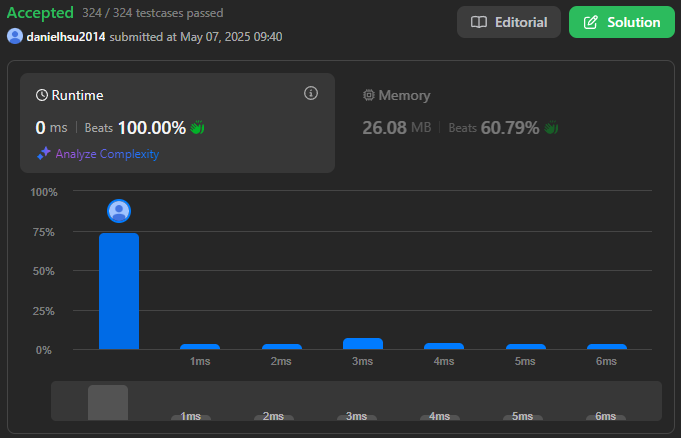 Accepted 324 / 324 testcases passed
Editorial
Solution
danielhsu2014 submitted at May 07, 2025 09:40
Runtime
0 ms | Beats 100.00%
Analyze Complexity
Memory
26.08 MB | Beats 60.79%
100%
75%
50%
25%
0%
1ms 2ms 3ms 4ms 5ms 6ms
1ms 2ms 3ms 4ms 5ms 6ms